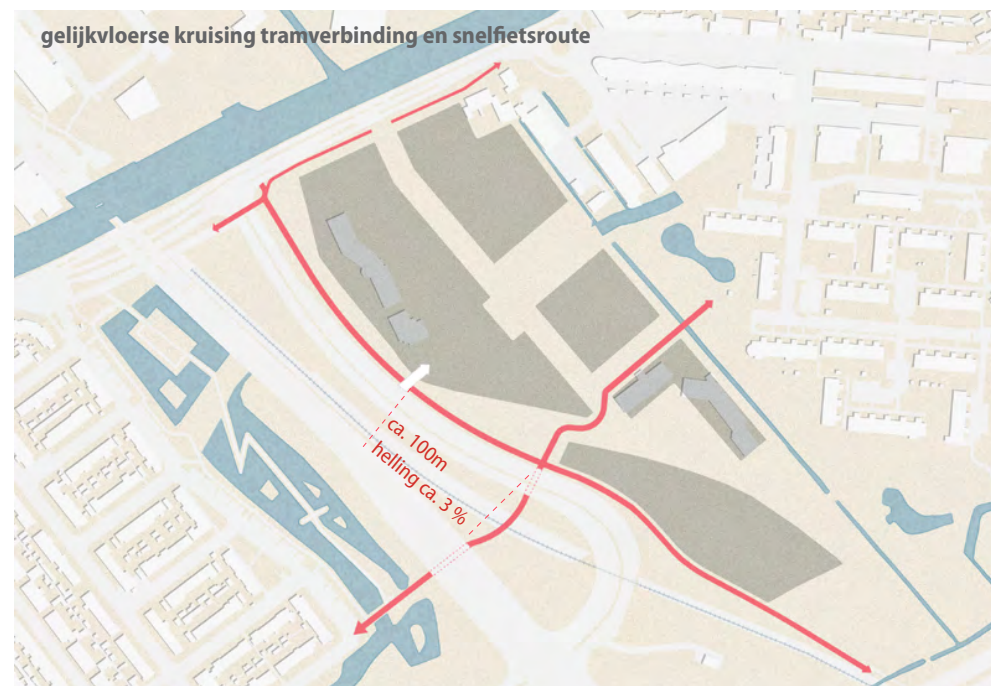 gelijkvloerse kruising tramverbinding en snelfietsroute
ca. 100m
helling ca. 3 %